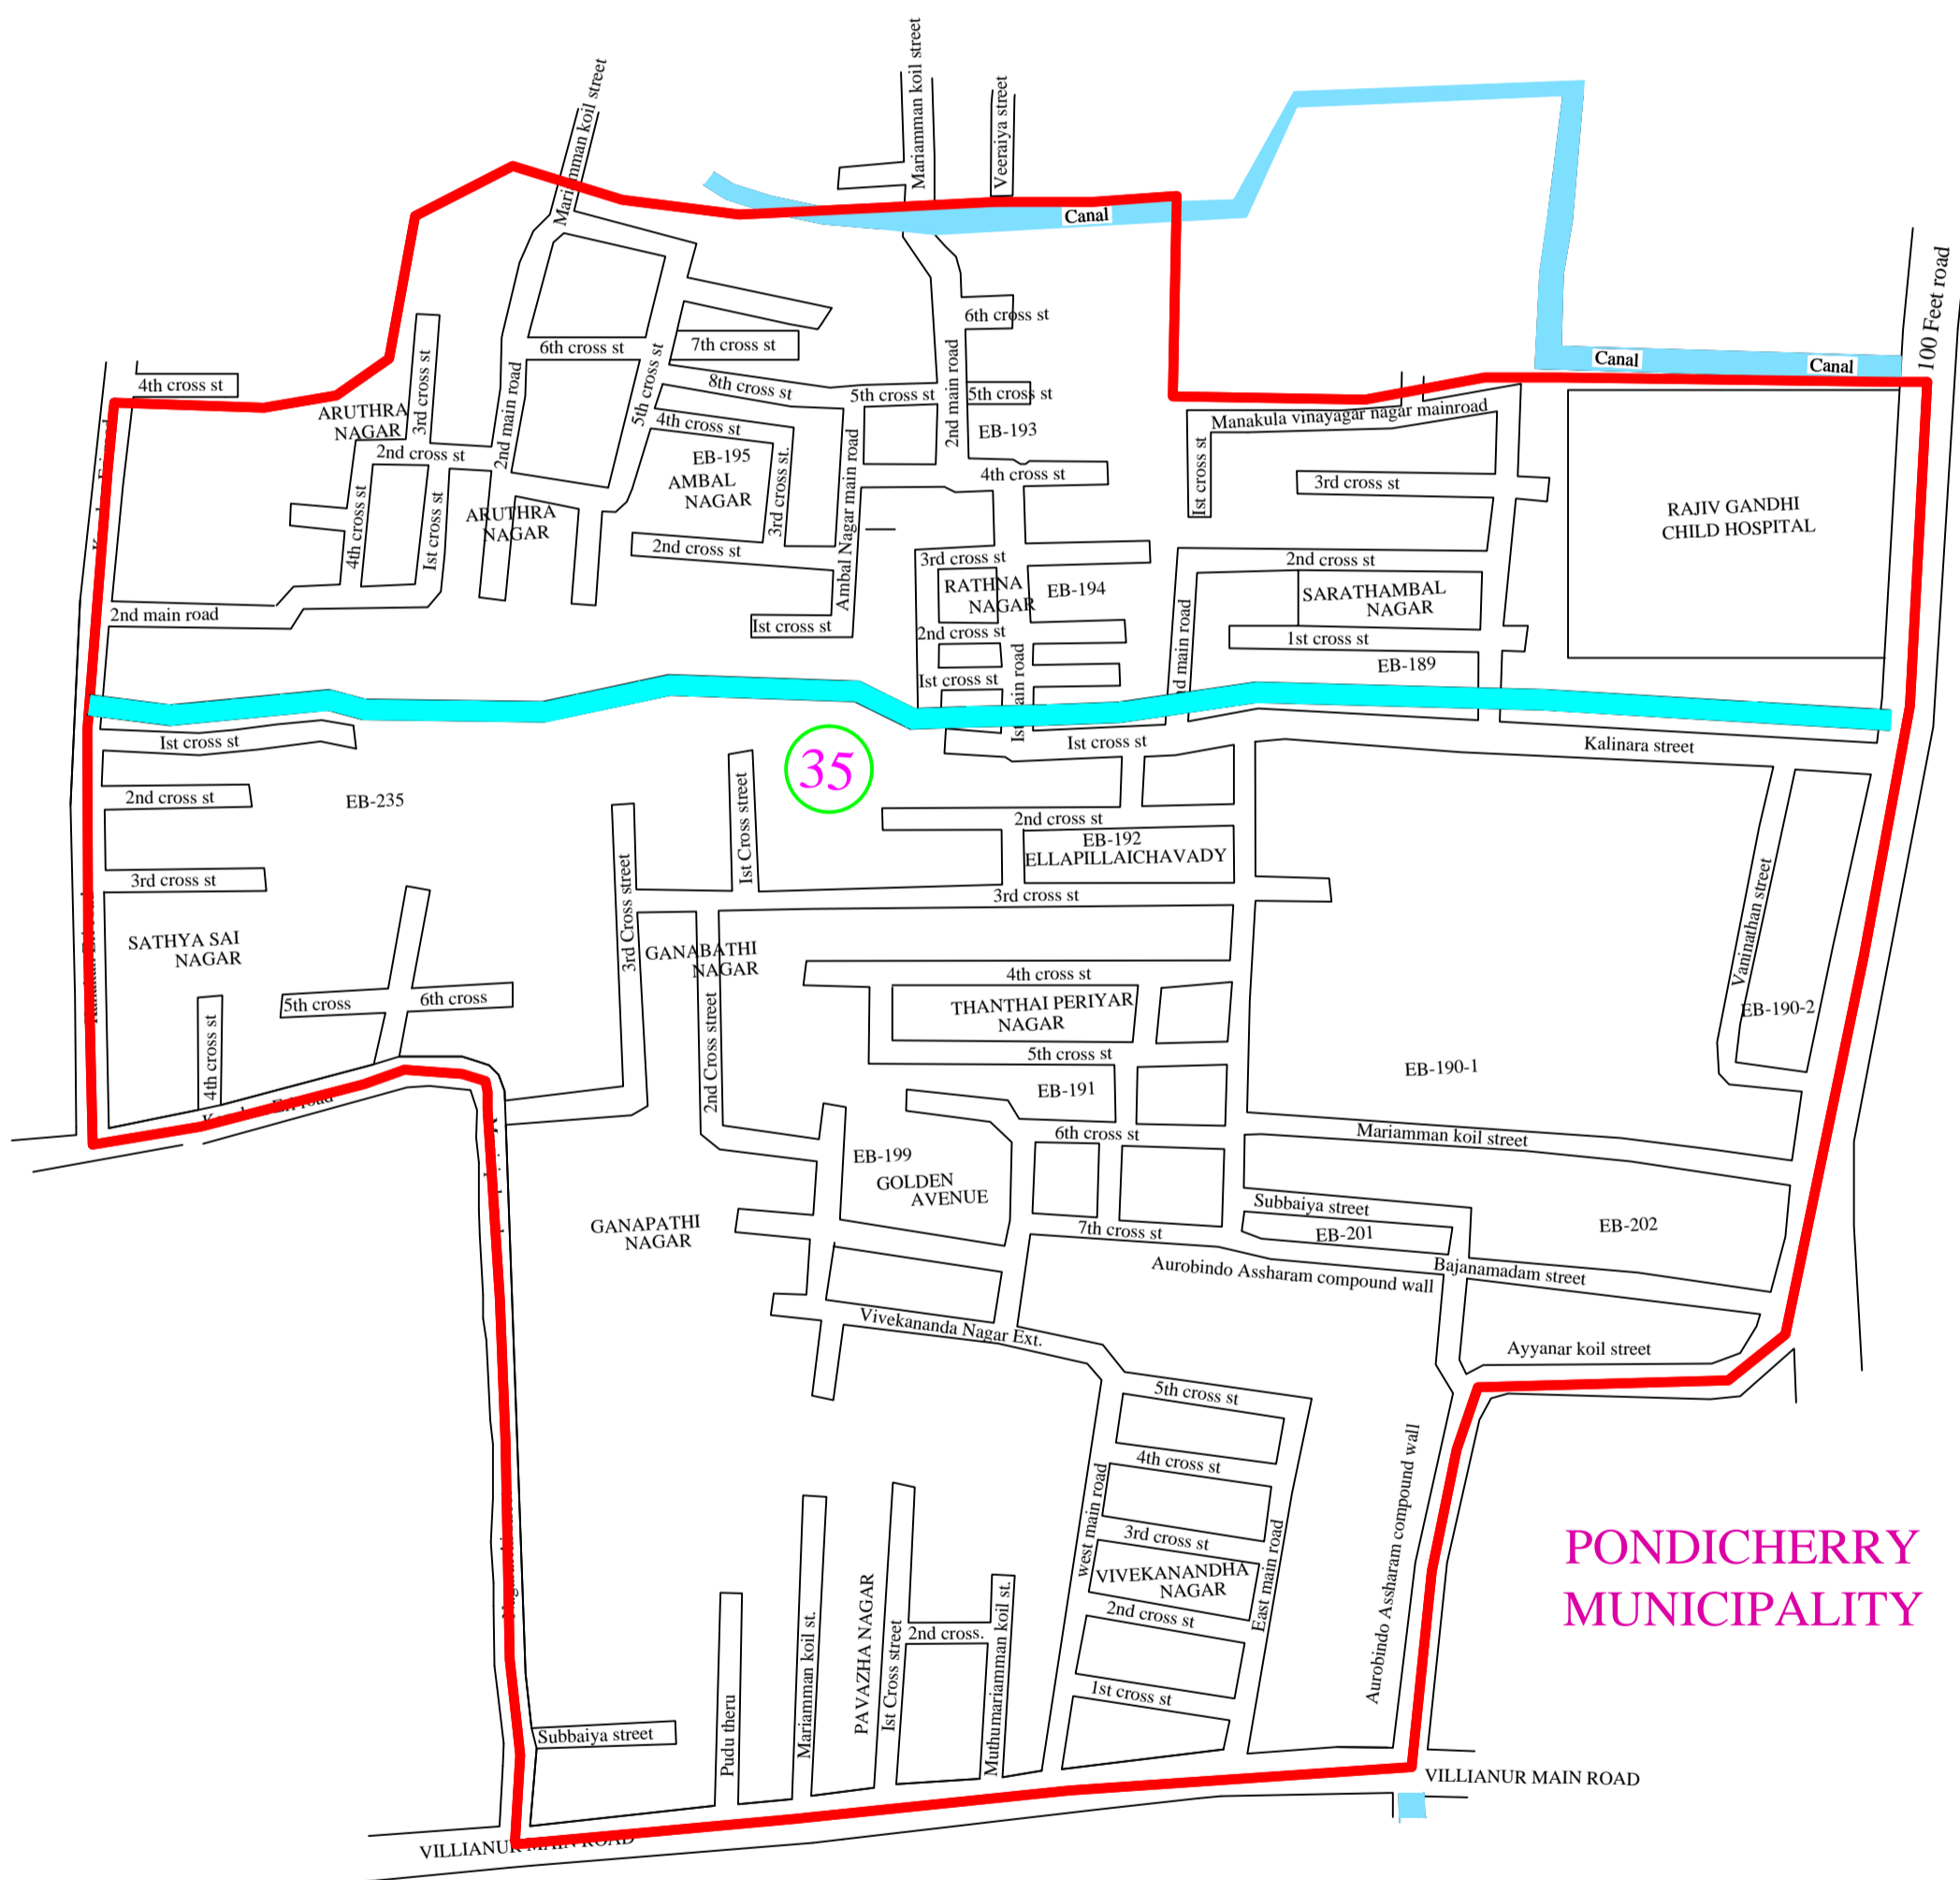 Mariamman koil street
Mariamman koil street
Veeraiya street
Canal
100 Feet road
Canal
Canal
4th cross st
ARUTHRA
NAGAR
3rd cross st
2nd cross st
4th cross st
Ist cross st
2nd main road
2nd main road
ARUTHRA
NAGAR
6th cross st
5th cross st
7th cross st
8th cross st
4th cross st
EB-195
AMBAL
NAGAR
3rd cross st.
2nd cross st
Ist cross st
Ambal Nagar main road
5th cross st
2nd main road
6th cross st
5th cross st
EB-193
4th cross st
3rd cross st
RATHNA
NAGAR
EB-194
2nd cross st
Ist cross st
Manakula vinayagar nagar mainroad
Ist cross st
3rd cross st
2nd cross st
SARATHAMBAL
NAGAR
1st cross st
EB-189
RAJIV GANDHI
CHILD HOSPITAL
Kalinara street
Ist cross st
2nd cross st
EB-235
3rd cross st
SATHYA SAI
NAGAR
5th cross
6th cross
4th cross st
35
Ist Cross street
3rd Cross street
GANABATHI
NAGAR
2nd Cross street
Ist cross st
2nd cross st
EB-192
ELLAPILLAICHAVADY
3rd cross st
4th cross st
THANTHAI PERIYAR
NAGAR
5th cross st
EB-191
6th cross st
7th cross st
Vaninathan street
EB-190-2
EB-190-1
Mariamman koil street
Subbaiya street
EB-201
EB-202
Bajanamadam street
Aurobindo Assharam compound wall
Ayyanar koil street
EB-199
GOLDEN
AVENUE
GANAPATHI
NAGAR
Vivekananda Nagar Ext.
5th cross st
4th cross st
3rd cross st
VIVEKANANDHA
NAGAR
2nd cross st
1st cross st
west main road
East main road
Aurobindo Assharam compound wall
PONDICHERRY
MUNICIPALITY
Subbaiya street
Pudu theru
Mariamman koil st.
PAVAZHA NAGAR
Ist Cross street
2nd cross.
Muthumariamman koil st.
VILLIANUR MAIN ROAD
VILLIANUR MAIN ROAD